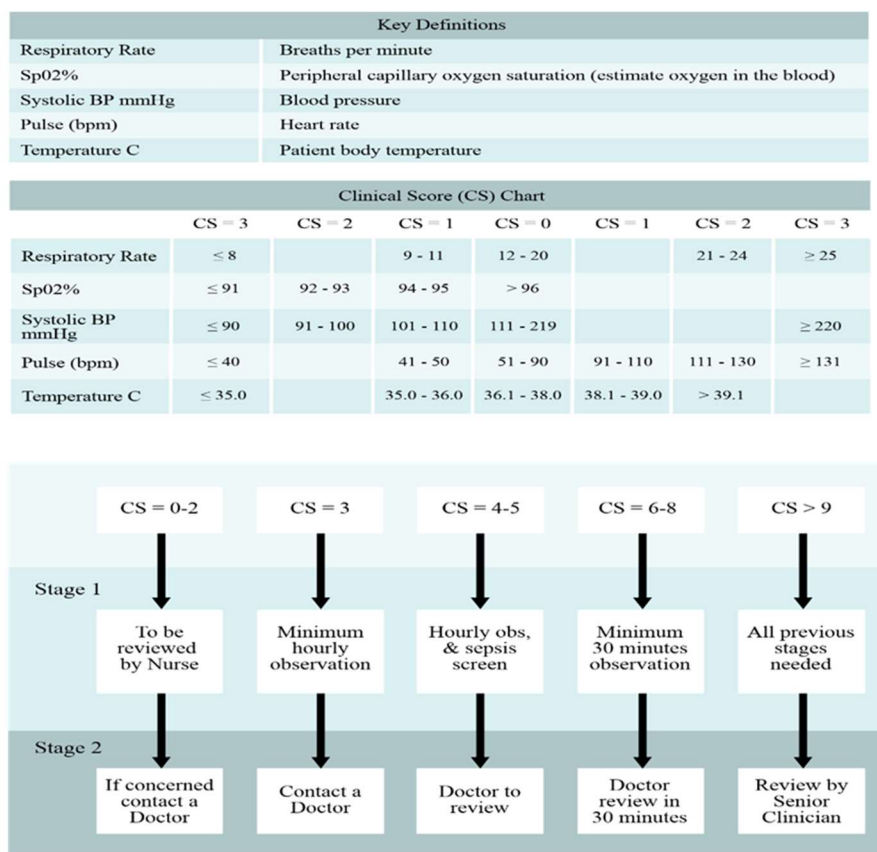 Key Definitions
Respiratory Rate Breaths per minute
Sp02% Peripheral capillary oxygen saturation (estimate oxygen in the blood)
Systolic BP mmHg Blood pressure
Pulse (bpm) Heart rate
Temperature C Patient body temperature
Clinical Score (CS) Chart
CS = 3 CS = 2 CS = 1 CS = 0 CS = 1 CS = 2 CS = 3
Respiratory Rate ≤ 8 9 - 11 12 - 20 21 - 24 ≥ 25
Sp02% ≤ 91 92 - 93 94 - 95 > 96
Systolic BP
mmHg ≤ 90 91 - 100 101 - 110 111 - 219 ≥ 220
Pulse (bpm) ≤ 40 41 - 50 51 - 90 91 - 110 111 - 130 ≥ 131
Temperature C ≤ 35.0 35.0 - 36.0 36.1 - 38.0 38.1 - 39.0 > 39.1
CS = 0-2 CS = 3 CS = 4-5 CS = 6-8 CS > 9
Stage 1
To be
reviewed
by Nurse
Minimum
hourly
observation
Hourly obs,
& sepsis
screen
Minimum
30 minutes
observation
All previous
stages
needed
Stage 2
If concerned
contact a
Doctor
Contact a
Doctor
Doctor to
review
Doctor
review in
30 minutes
Review by
Senior
Clinician